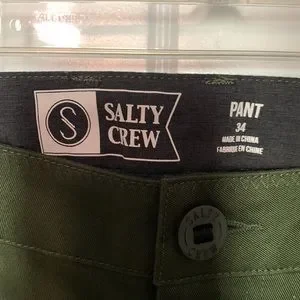 S
SALTY
CREW
PANT
34
MADE IN CHINA
FABRIQUÉ EN CHINE
SALTY
CREW